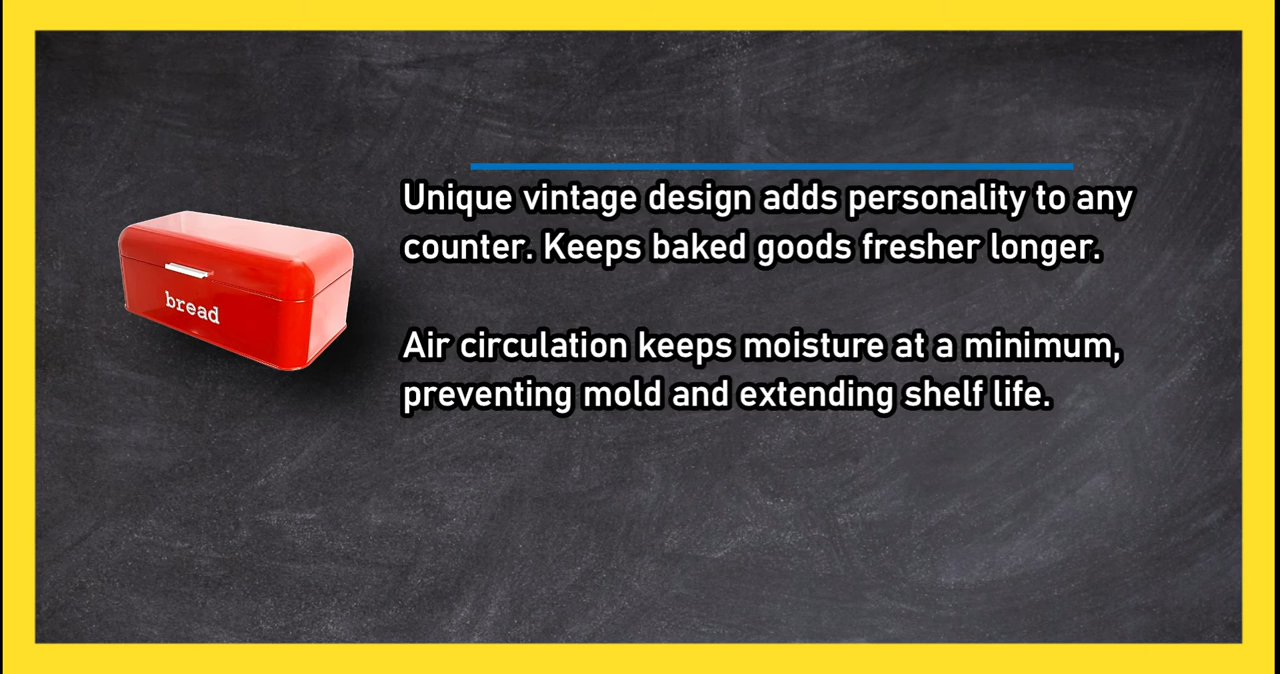 Unique vintage design adds personality to any
counter. Keeps baked goods fresher longer.
bread
Air circulation keeps moisture at a minimum,
preventing mold and extending shelf life.